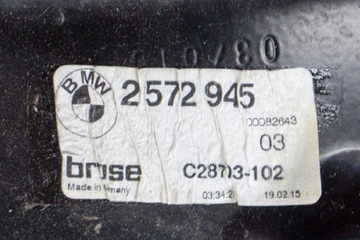 BMW
2 572 945
00082643
03
brose
C28703-102
Made in Germany
03:34:2
19.02.15